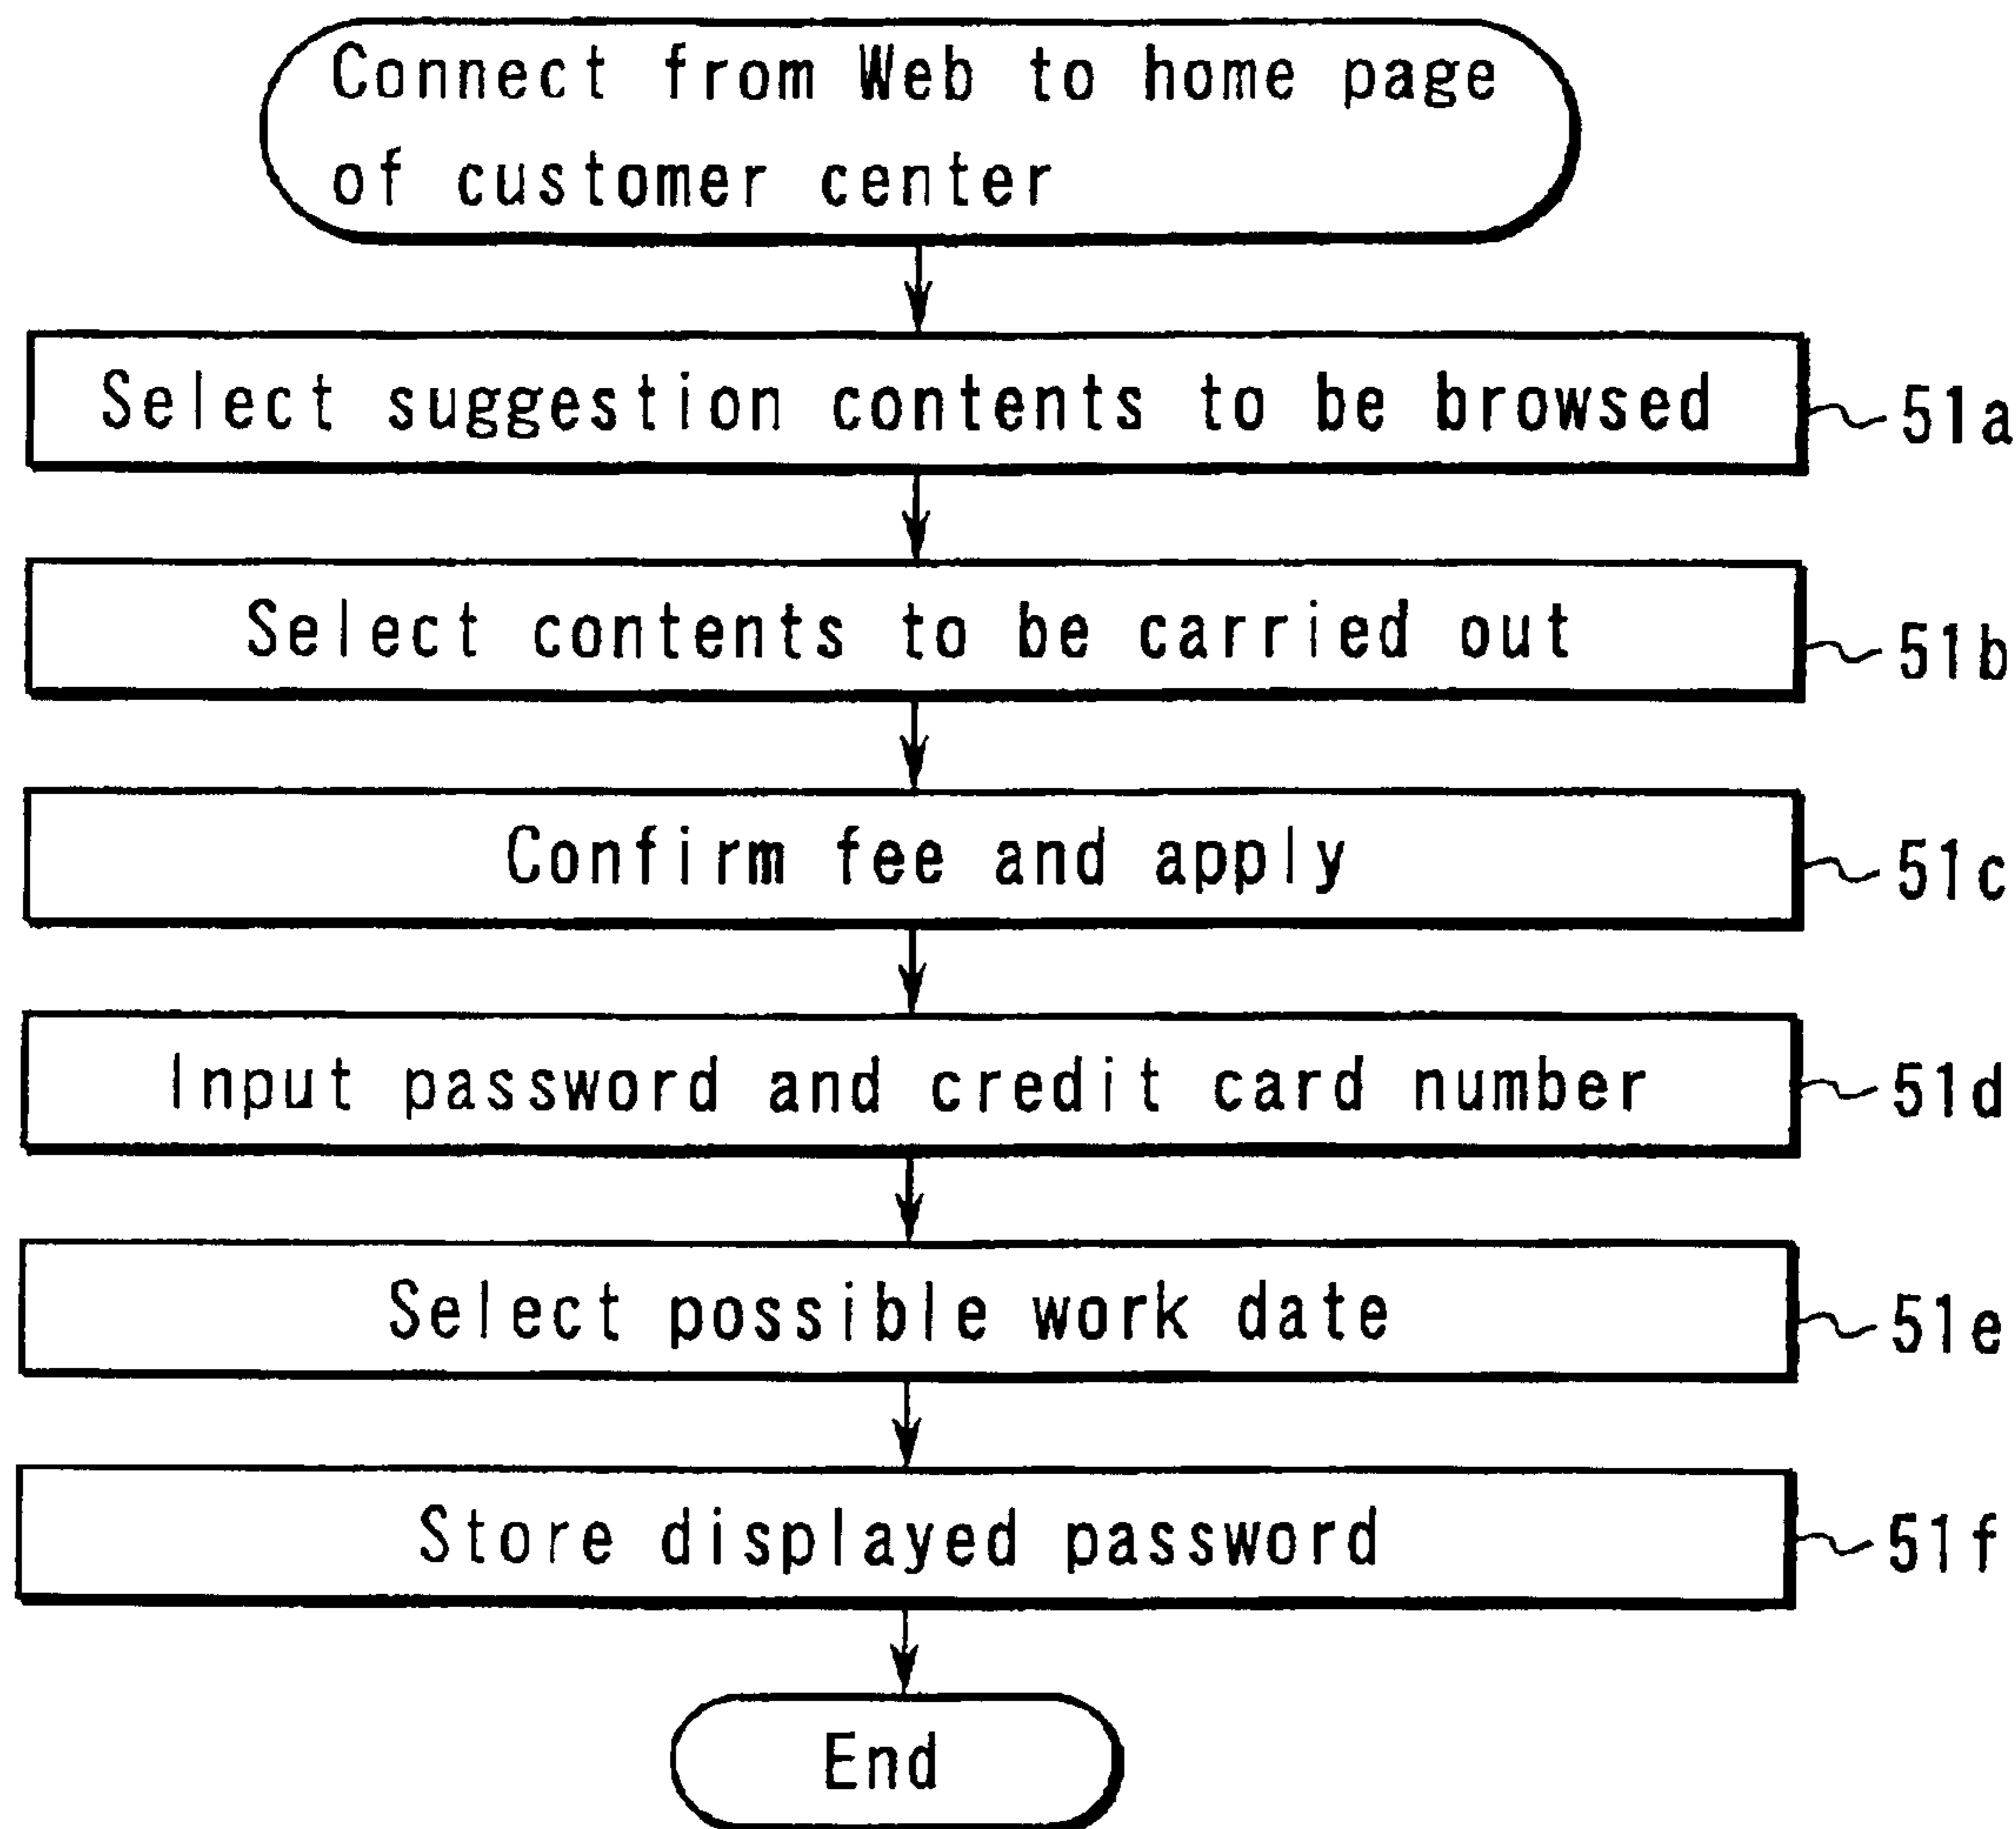 Connect from Web to home page
of customer center
Select suggestion contents to be browsed
51a
Select contents to be carried out
51b
Confirm fee and apply
51c
Input password and credit card number
51d
Select possible work date
51e
Store displayed password
51f
End